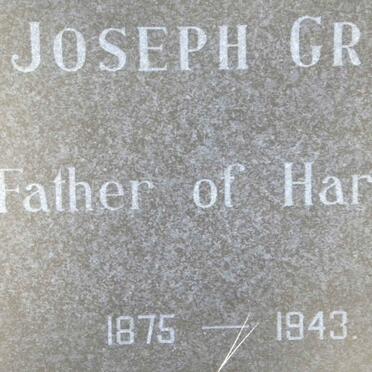 JOSEPH GR
Father of Har
1875 — 1943.